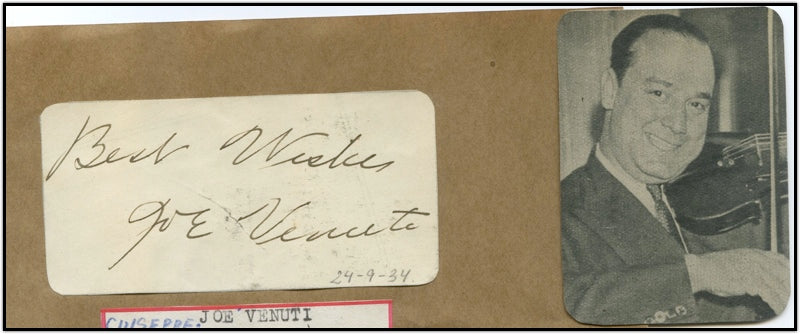 Best Wishes
Joe Venuti
24-9-34.
GUISEPPE: JOE VENUTI